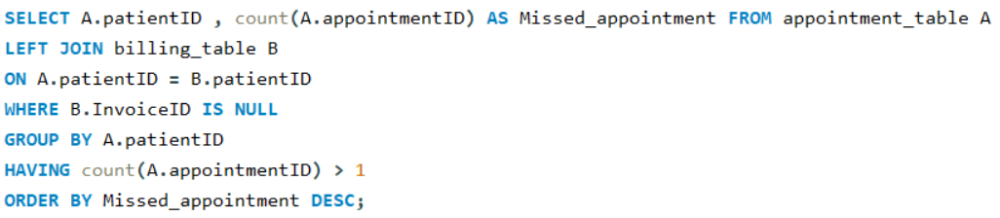 SELECT A.patientID , count(A.appointmentID) AS Missed_appointment FROM appointment_table A
LEFT JOIN billing_table B
ON A.patientID = B.patientID
WHERE B.InvoiceID IS NULL
GROUP BY A.patientID
HAVING count(A.appointmentID) > 1
ORDER BY Missed_appointment DESC;